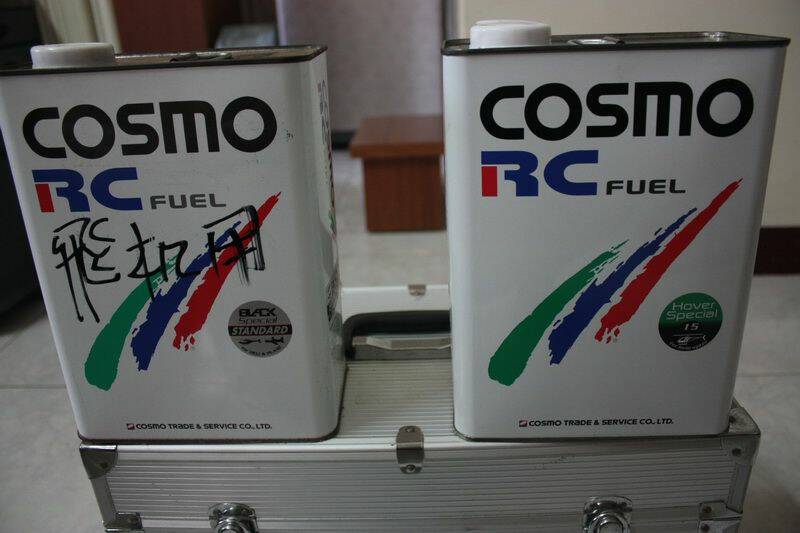 COSMO
RC FUEL
飛机用
BLACK
Special
STANDARD
COSMO TRADE & SERVICE CO., LTD.
COSMO
RC FUEL
Hover
Special
15
COSMO TRADE & SERVICE CO., LTD.